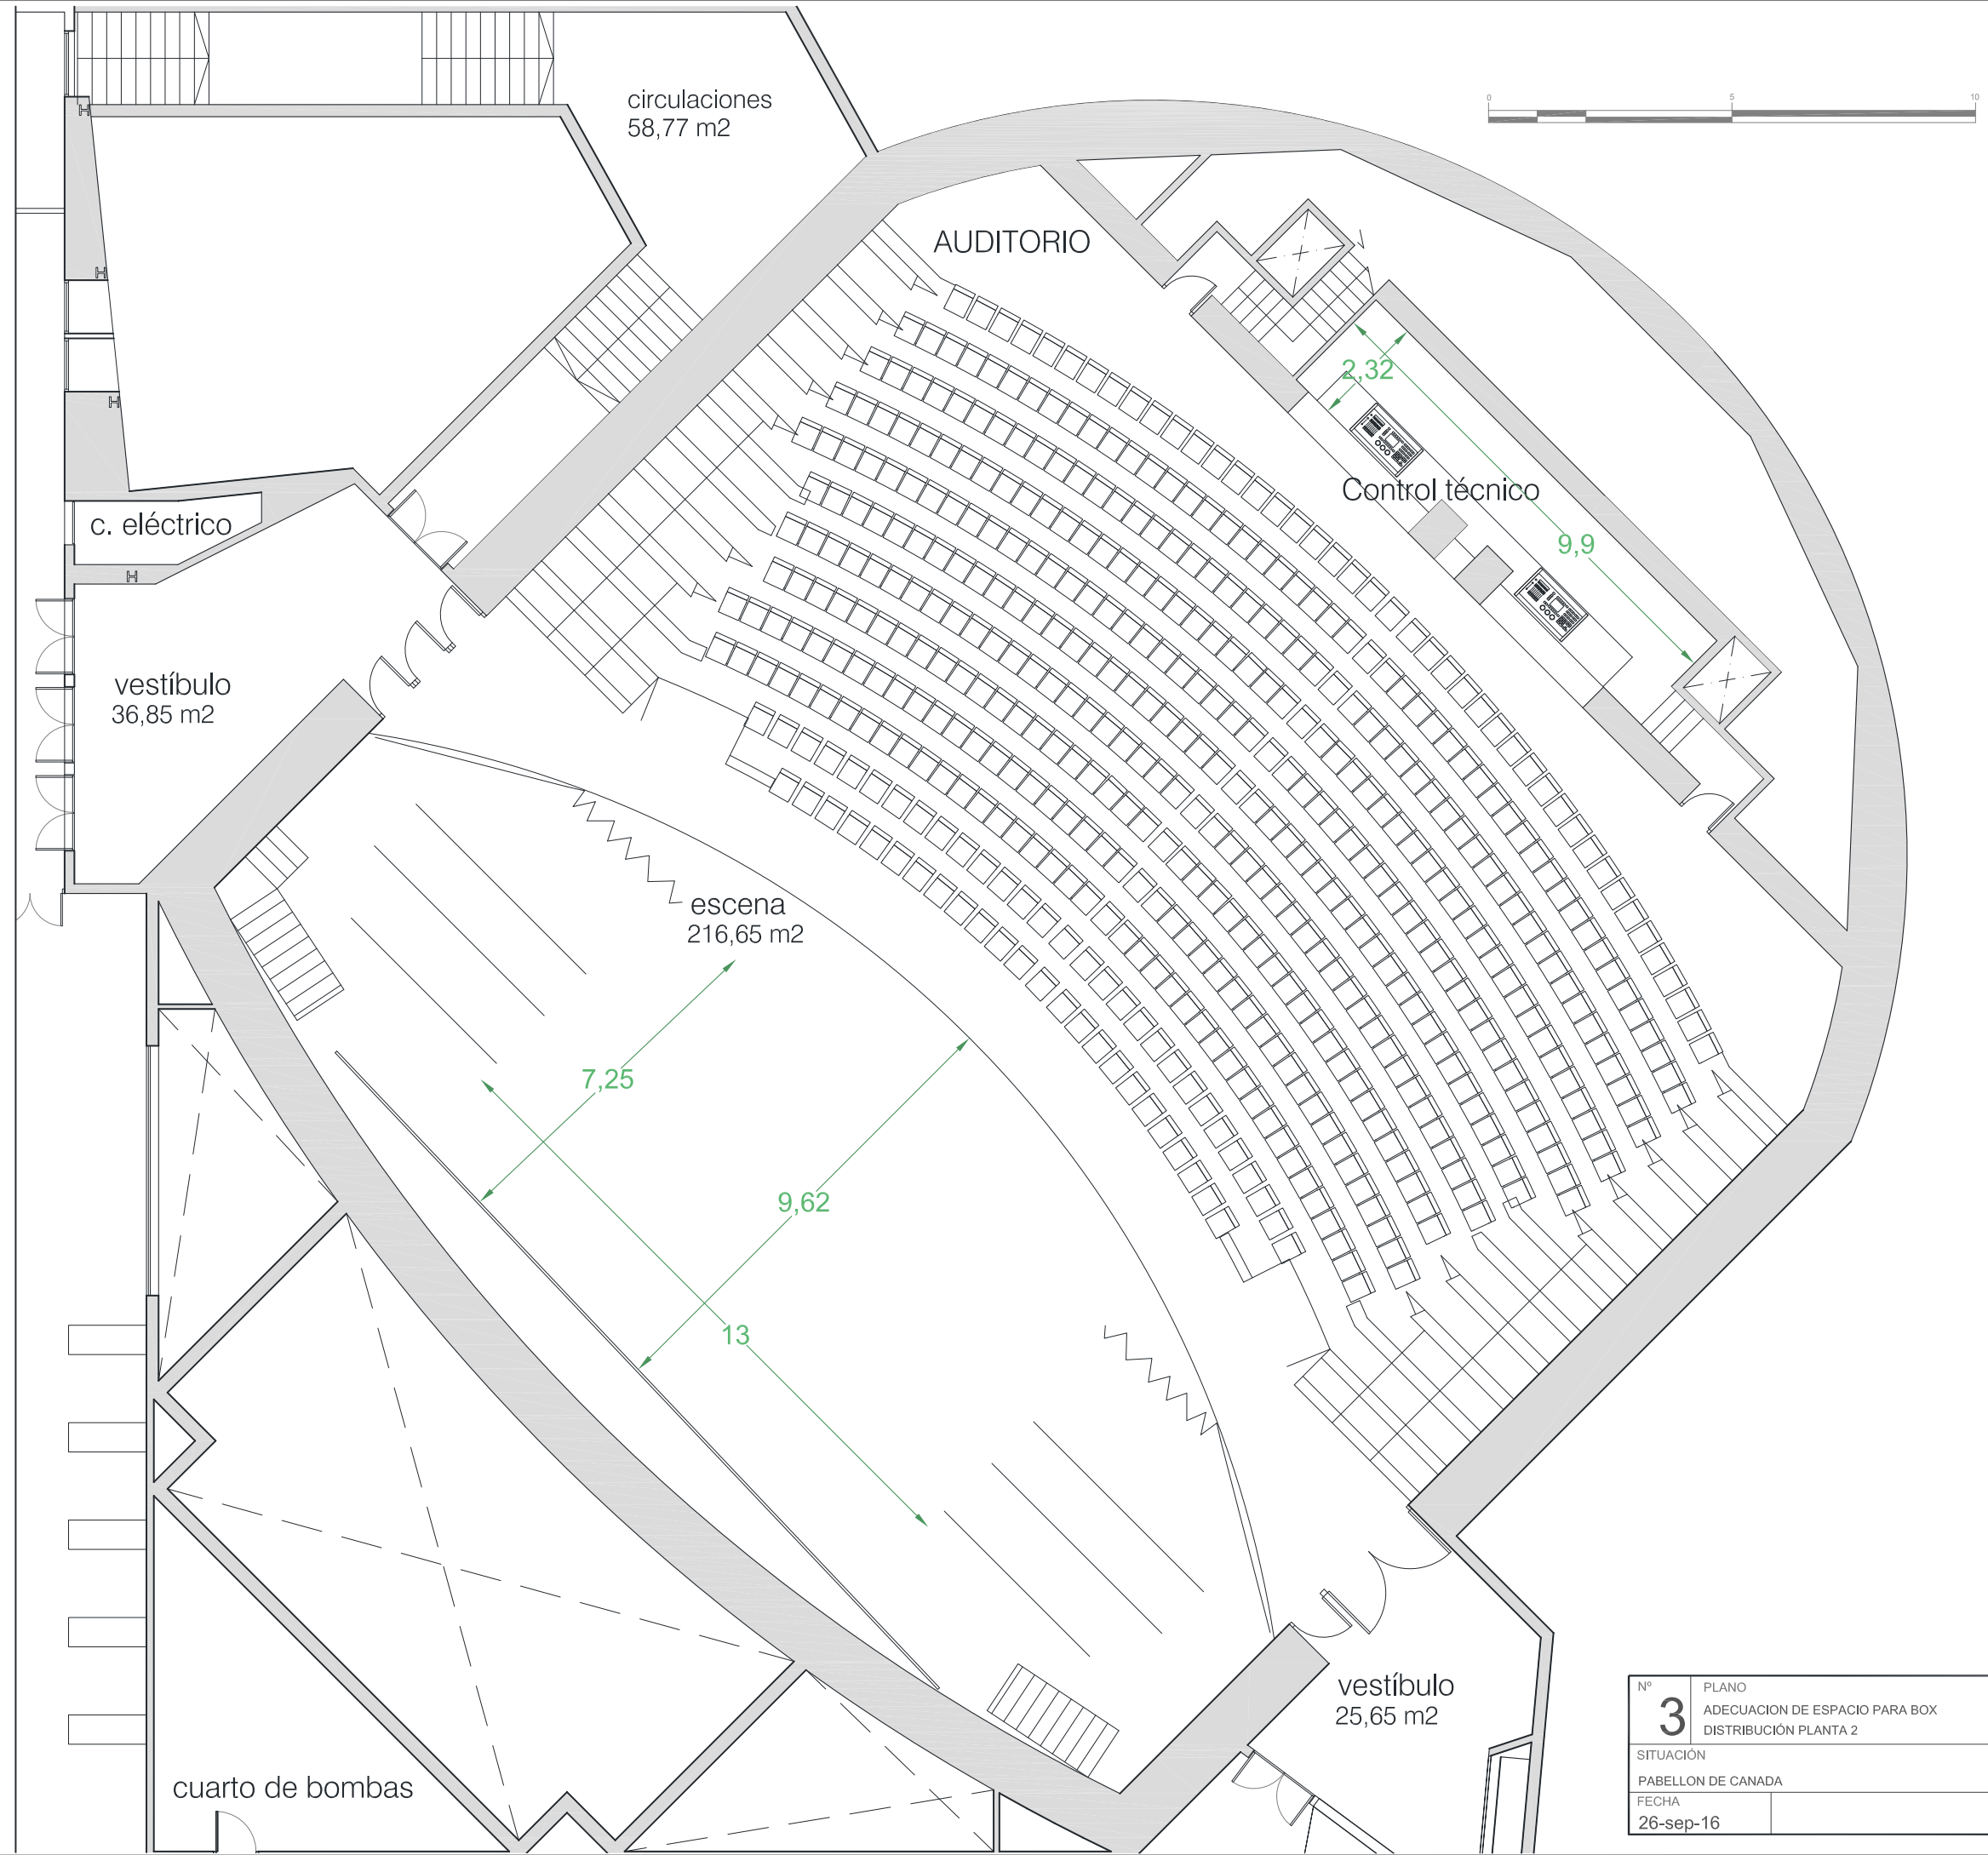 circulaciones
58,77 m2
0 5 10
AUDITORIO
2,32
Control técnico
9,9
c. eléctrico
vestíbulo
36,85 m2
escena
216,65 m2
7,25
9,62
13
vestíbulo
25,65 m2
cuarto de bombas
Nº
3
PLANO
ADECUACION DE ESPACIO PARA BOX
DISTRIBUCIÓN PLANTA 2
SITUACIÓN
PABELLON DE CANADA
FECHA
26-sep-16